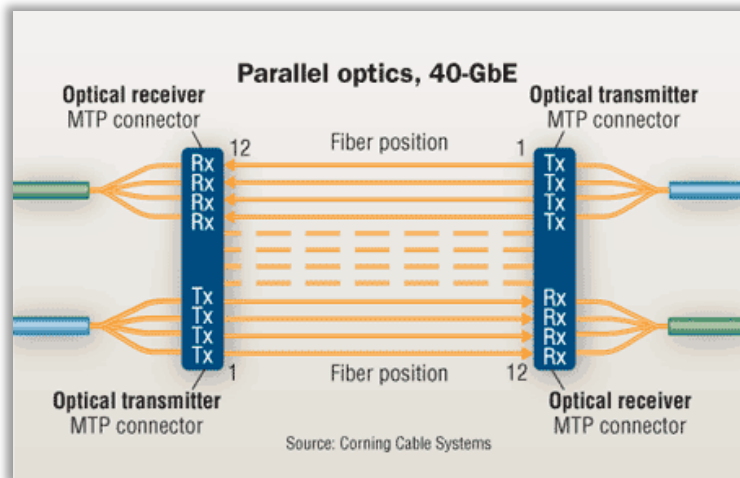 Parallel optics, 40-GbE
Optical receiver
MTP connector
Optical transmitter
MTP connector
12
Fiber position
1
Rx
Rx
Rx
Rx
Tx
Tx
Tx
Tx
Tx
Tx
Tx
Tx
Rx
Rx
Rx
Rx
1
Fiber position
12
Optical transmitter
MTP connector
Optical receiver
MTP connector
Source: Corning Cable Systems